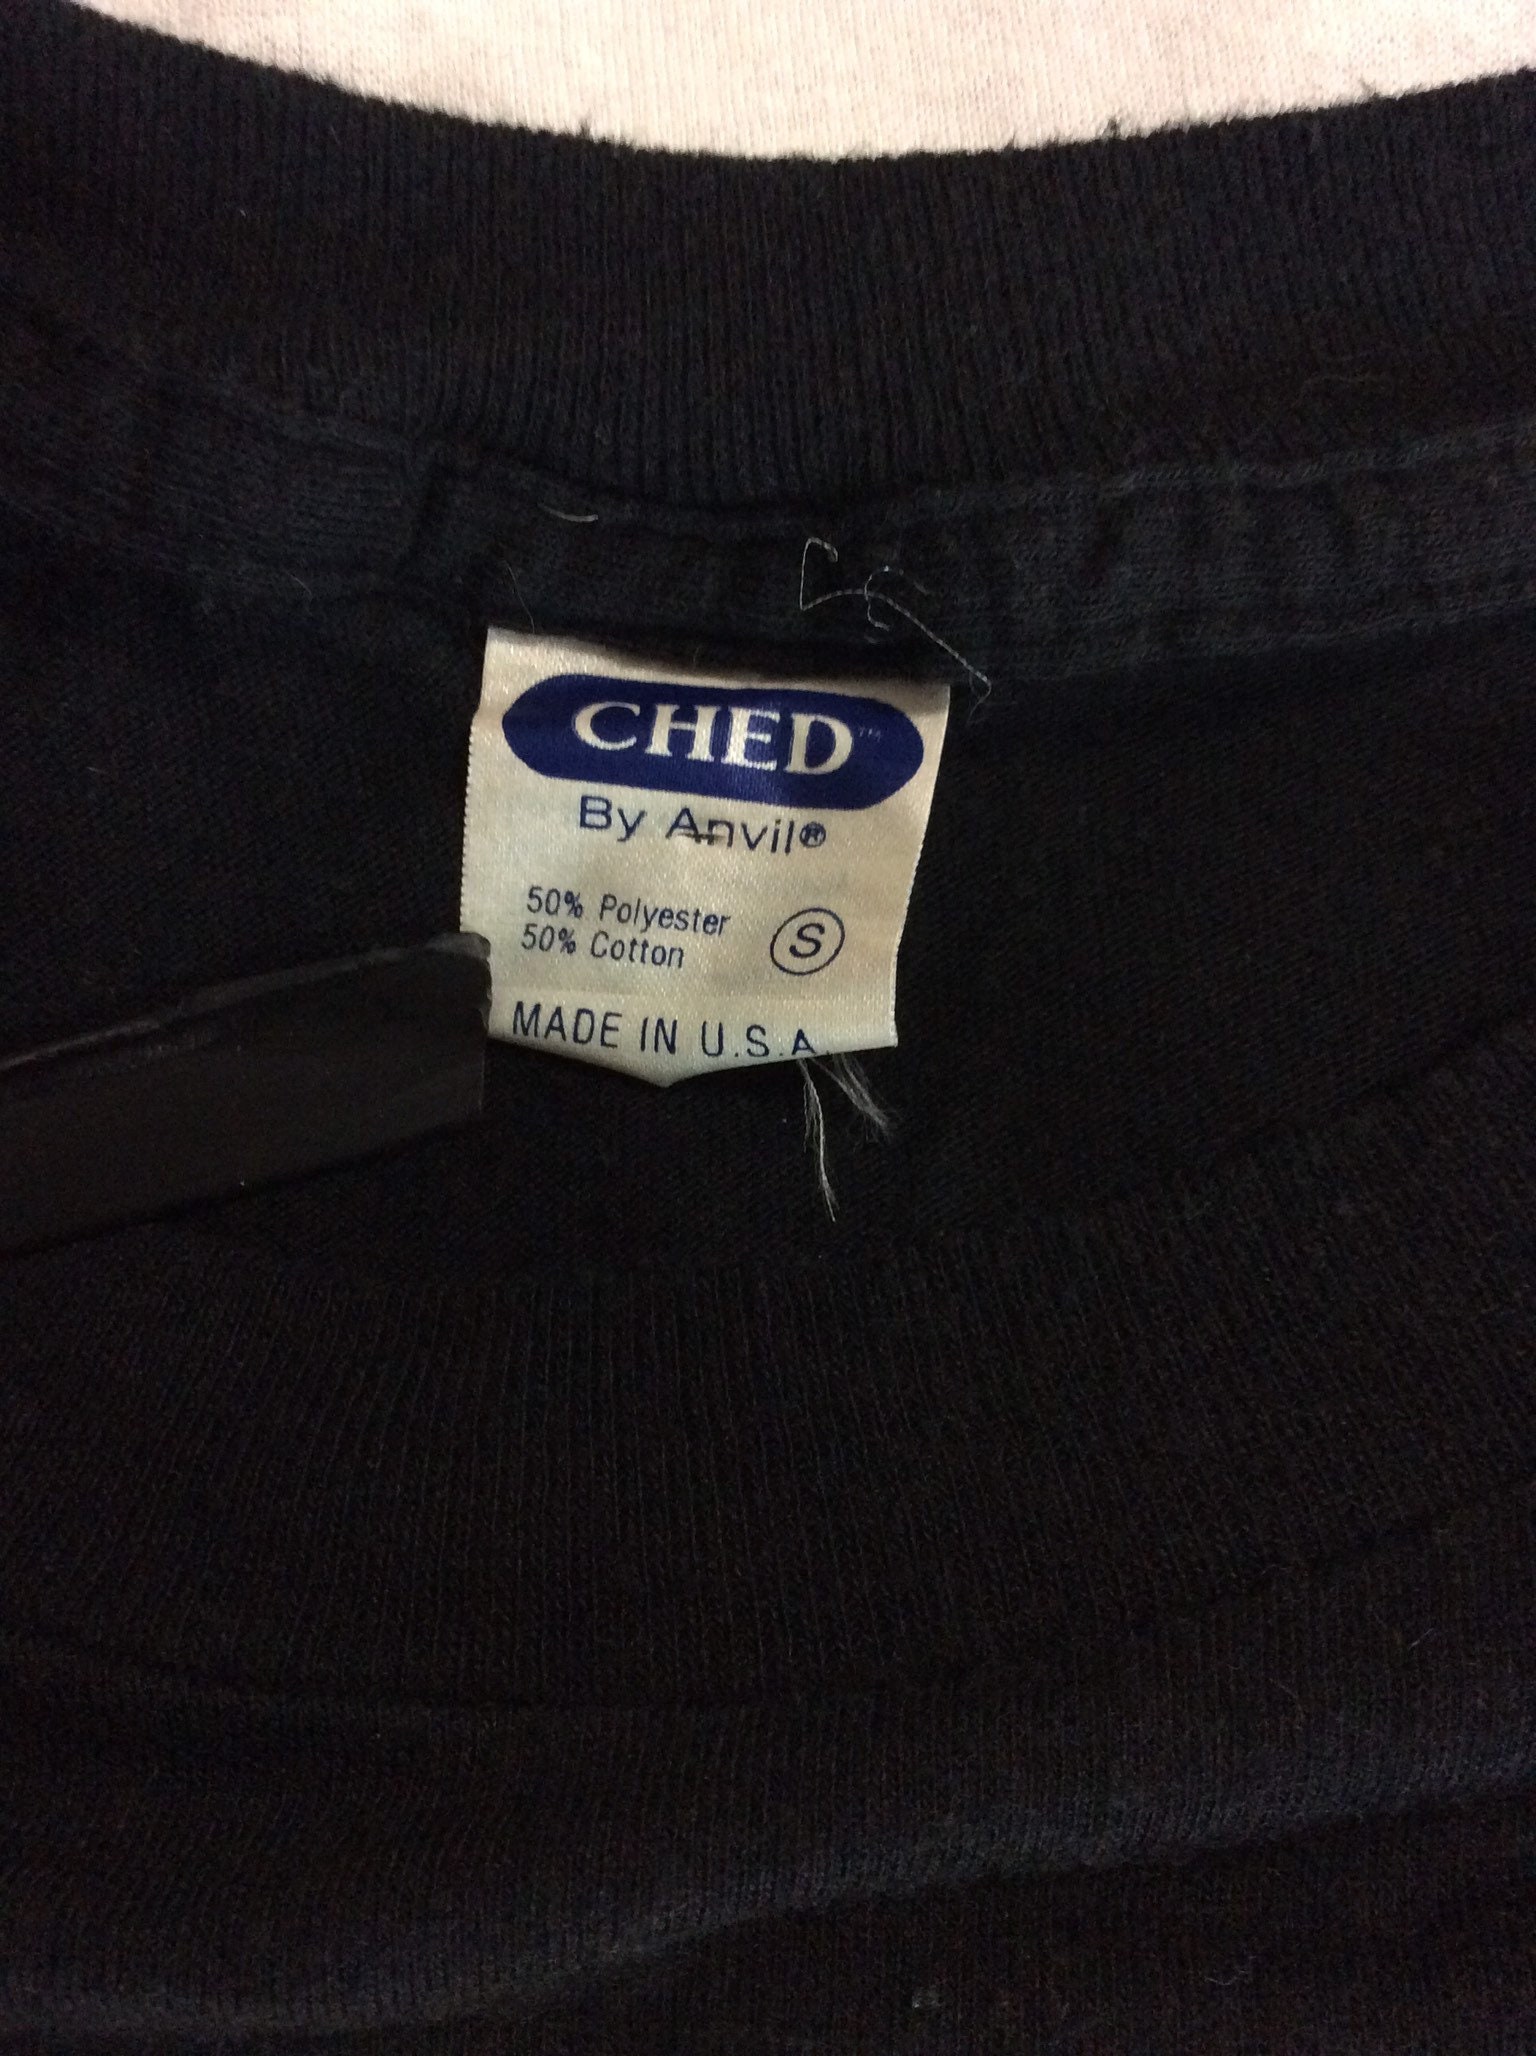 CHED™
By Anvil®
50% Polyester
50% Cotton
S
MADE IN U.S.A